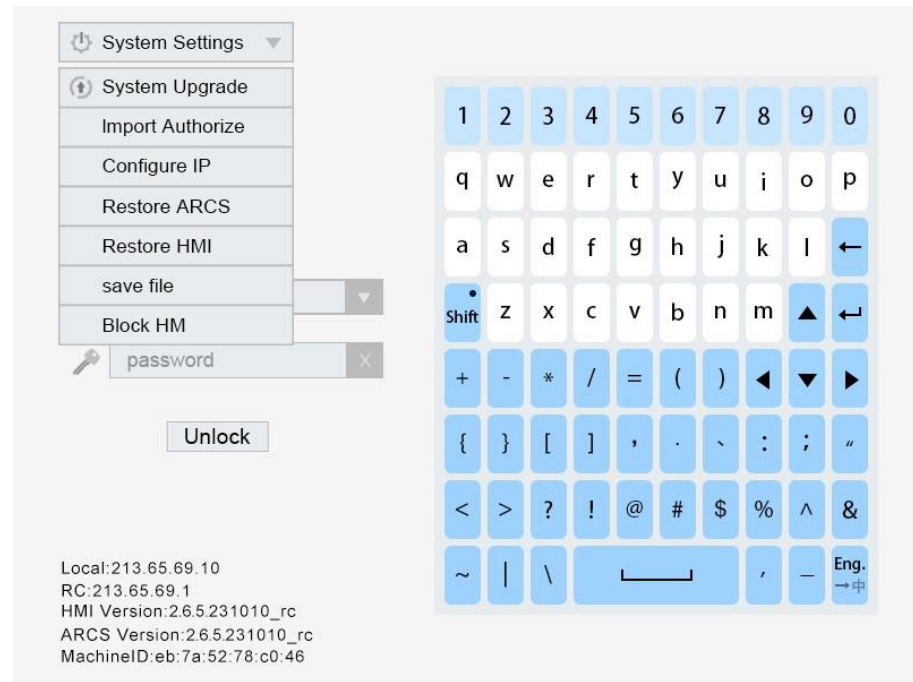 System Settings
System Upgrade
Import Authorize
Configure IP
Restore ARCS
Restore HMI
save file
Block HM
password X
Unlock
Local:213.65.69.10
RC:213.65.69.1
HMI Version:2.6.5.231010_rc
ARCS Version:2.6.5.231010_rc
MachineID:eb:7a:52:78:c0:46
1 2 3 4 5 6 7 8 9 0
q w e r t y u i o p
a s d f g h j k l ←
Shift z x c v b n m ▲ ↵
+ - * / = ( ) ◀ ▼ ▶
{ } [ ] , · 、 : ; 〃
< > ? ! @ # $ % ^ &
~ | \ ′ _ Eng.
→中